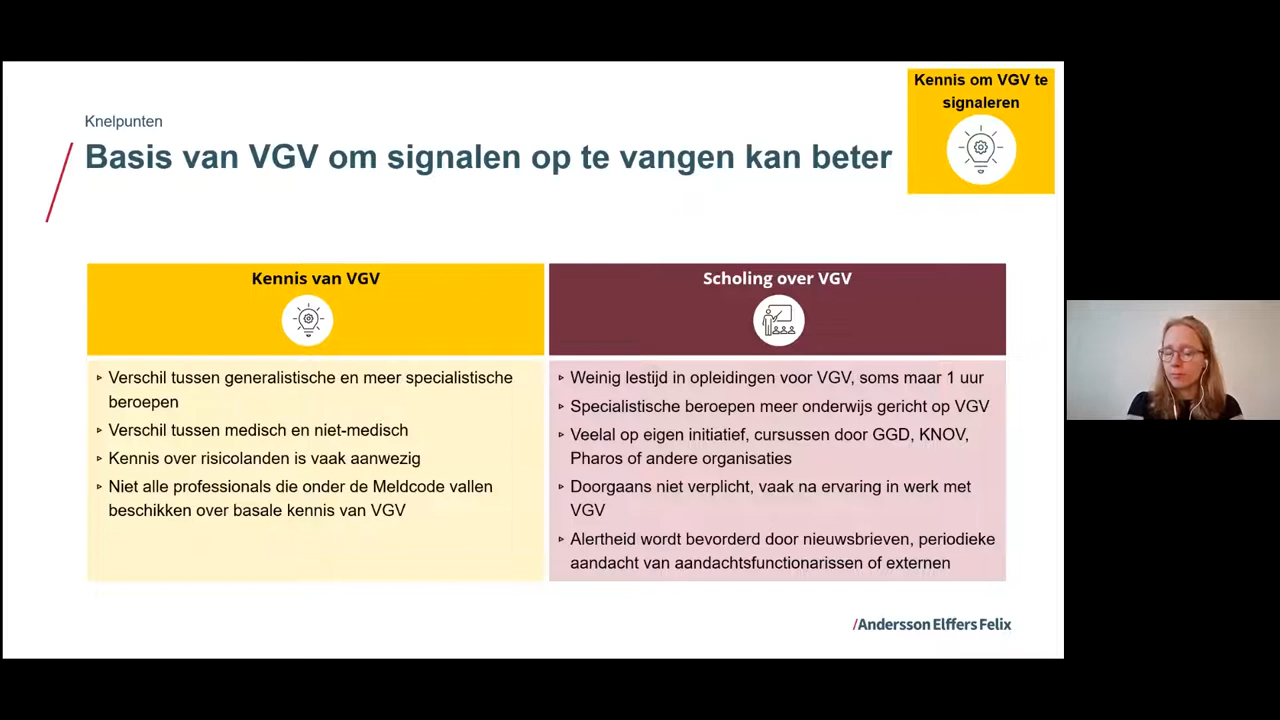 Kennis om VGV te
signaleren
Knelpunten
Basis van VGV om signalen op te vangen kan beter
Kennis van VGV
Verschil tussen generalistische en meer specialistische
beroepen
Verschil tussen medisch en niet-medisch
Kennis over risicolanden is vaak aanwezig
Niet alle professionals die onder de Meldcode vallen
beschikken over basale kennis van VGV
Scholing over VGV
Weinig lestijd in opleidingen voor VGV, soms maar 1 uur
Specialistische beroepen meer onderwijs gericht op VGV
Veelal op eigen initiatief, cursussen door GGD, KNOV,
Pharos of andere organisaties
Doorgaans niet verplicht, vaak na ervaring in werk met
VGV
Alertheid wordt bevorderd door nieuwsbrieven, periodieke
aandacht van aandachtsfunctionarissen of externen
/Andersson Elffers Felix